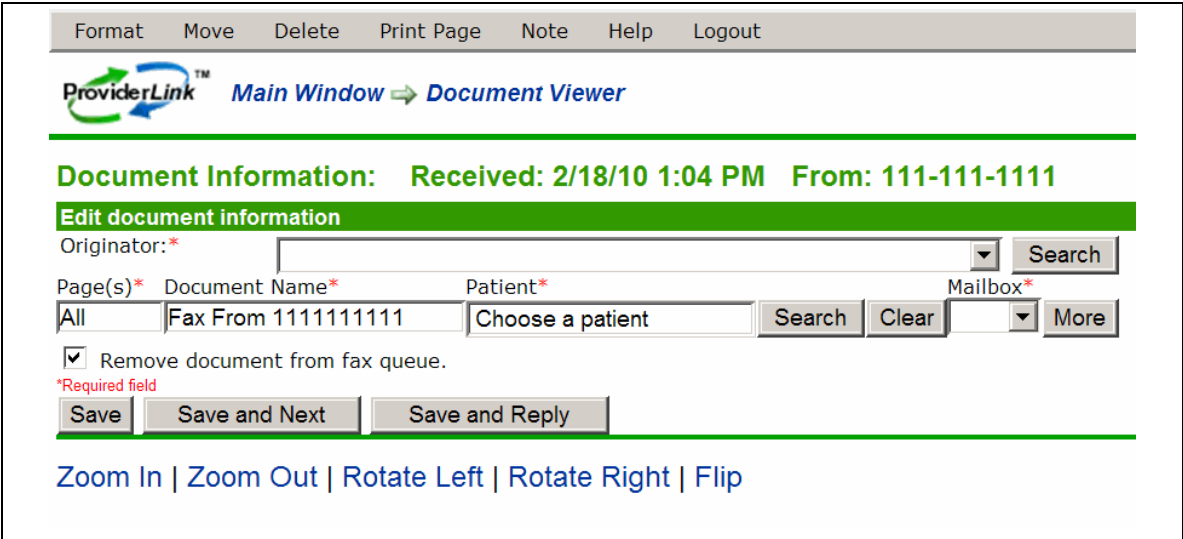 Format Move Delete Print Page Note Help Logout
ProviderLink™ Main Window Document Viewer
Document Information: Received: 2/18/10 1:04 PM From: 111-111-1111
Edit document information
Originator:* Search
Page(s)* Document Name* Patient* Mailbox*
All Fax From 1111111111 Choose a patient Search Clear More
Remove document from fax queue.
*Required field
Save Save and Next Save and Reply
Zoom In | Zoom Out | Rotate Left | Rotate Right | Flip